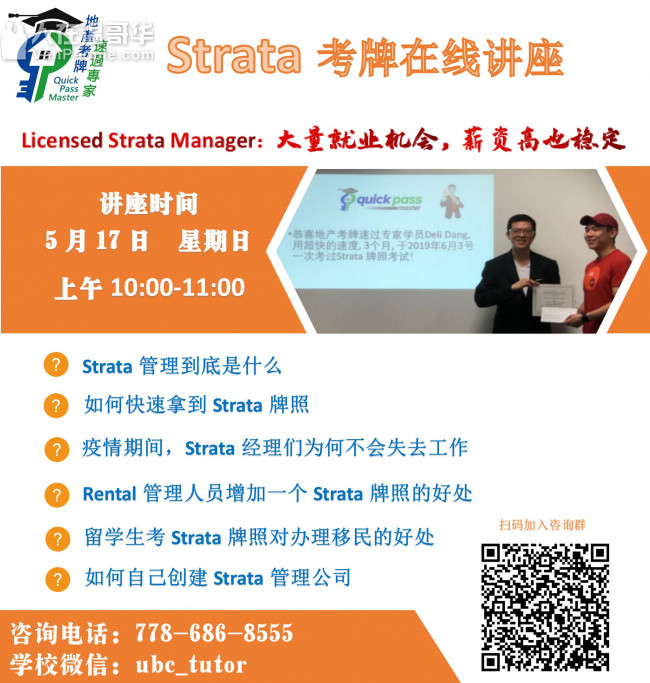 人在温哥华
VanPeople.com
地产考牌
速過專家
Quick
Pass
Master
Strata 考牌在线讲座
Licensed Strata Manager：大量就业机会，薪资高也稳定
讲座时间
5月17日 星期日
上午 10:00-11:00
quick pass
master
•恭喜地产考牌速过专家学员Deli Dang,
用超快的速度, 3个月, 于2019年6月3号
一次考过Strata 牌照考试!
? Strata 管理到底是什么
? 如何快速拿到 Strata 牌照
? 疫情期间，Strata 经理们为何不会失去工作
? Rental 管理人员增加一个 Strata 牌照的好处
? 留学生考 Strata 牌照对办理移民的好处
? 如何自己创建 Strata 管理公司
扫码加入咨询群
咨询电话：778-686-8555
学校微信：ubc_tutor